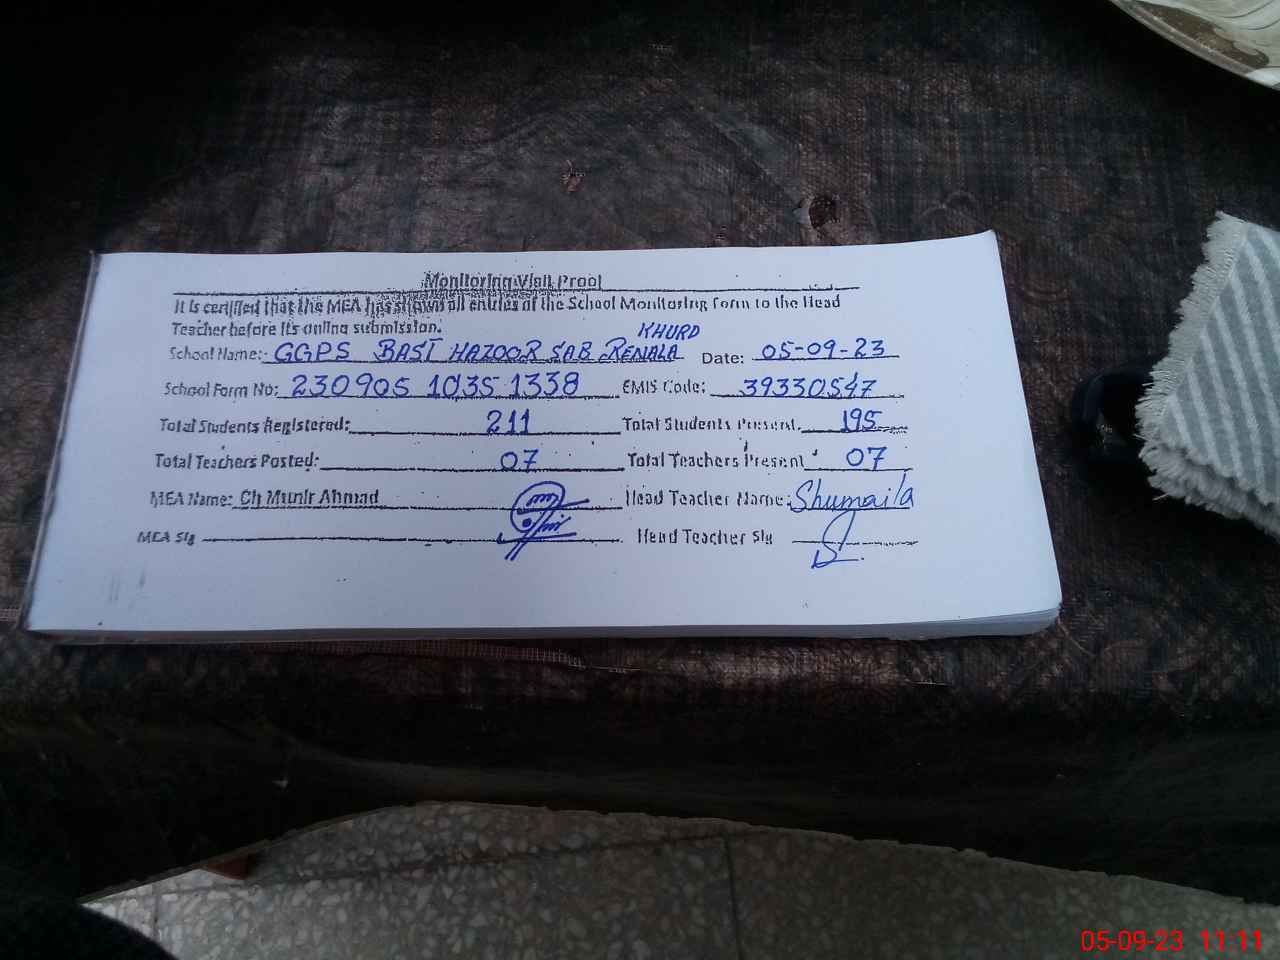 Monitoring Visit Proof
It is certified that the MEA has shown all entries of the School Monitoring Form to the Head
Teacher before its online submission.
School Name: GGPS BASTI HAZOOR SAB RENALA KHURD Date: 05-09-23
School Form No: 230905 1035 1338 EMIS Code: 39330547
Total Students Registered: 211 Total Students Present. 195
Total Teachers Posted: 07 Total Teachers Present 07
MEA Name: Ch Munir Ahmad Head Teacher Name: Shumaila
MEA Sig Head Teacher Sig
05-09-23 11:11